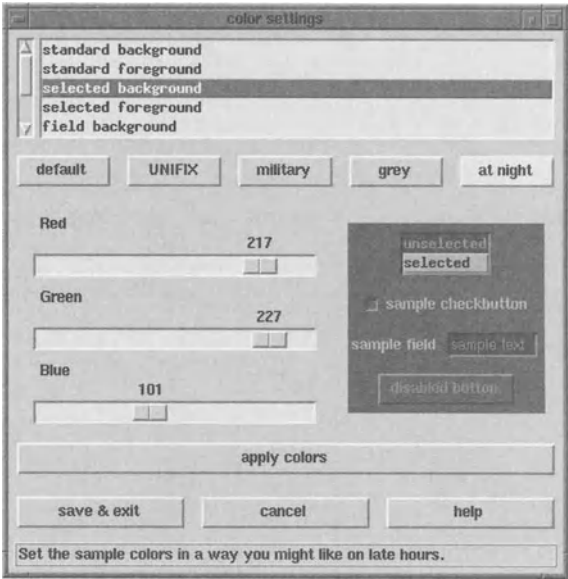 color settings
standard background
standard foreground
selected background
selected foreground
field background
default UNIFIX military grey at night
Red
217
Green
227
Blue
101
unselected
selected
sample checkbutton
sample field sample text
disabled button
apply colors
save & exit cancel help
Set the sample colors in a way you might like on late hours.